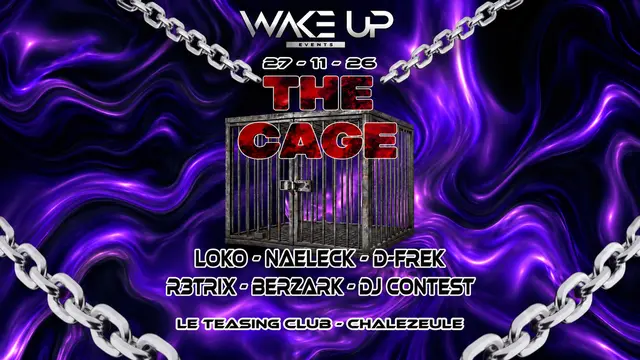 WAKE UP
EVENTS
27 - 11 - 26
THE
CAGE
LOKO - NAELECK - D-FREK
R3TRIX - BERZARK - DJ CONTEST
LE TEASING CLUB - CHALEZEULE